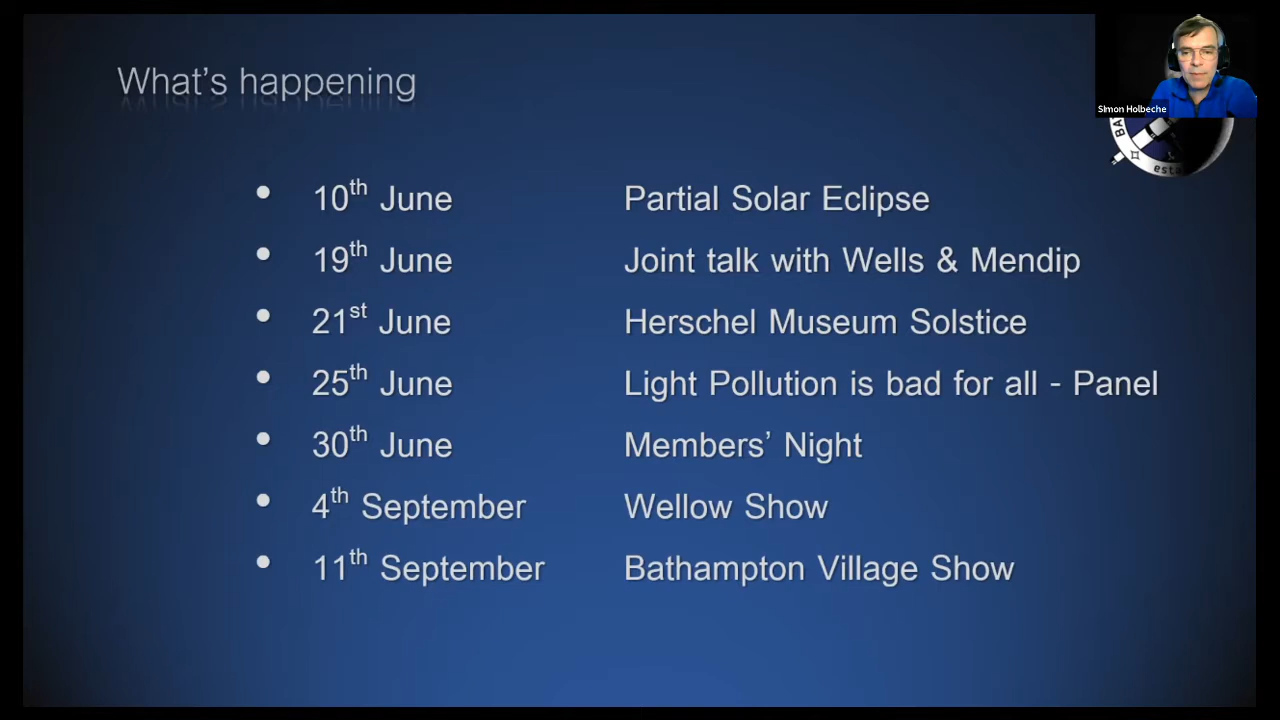 What's happening
Simon Holbeche
BA
esta
• 10th June Partial Solar Eclipse
• 19th June Joint talk with Wells & Mendip
• 21st June Herschel Museum Solstice
• 25th June Light Pollution is bad for all - Panel
• 30th June Members' Night
• 4th September Wellow Show
• 11th September Bathampton Village Show